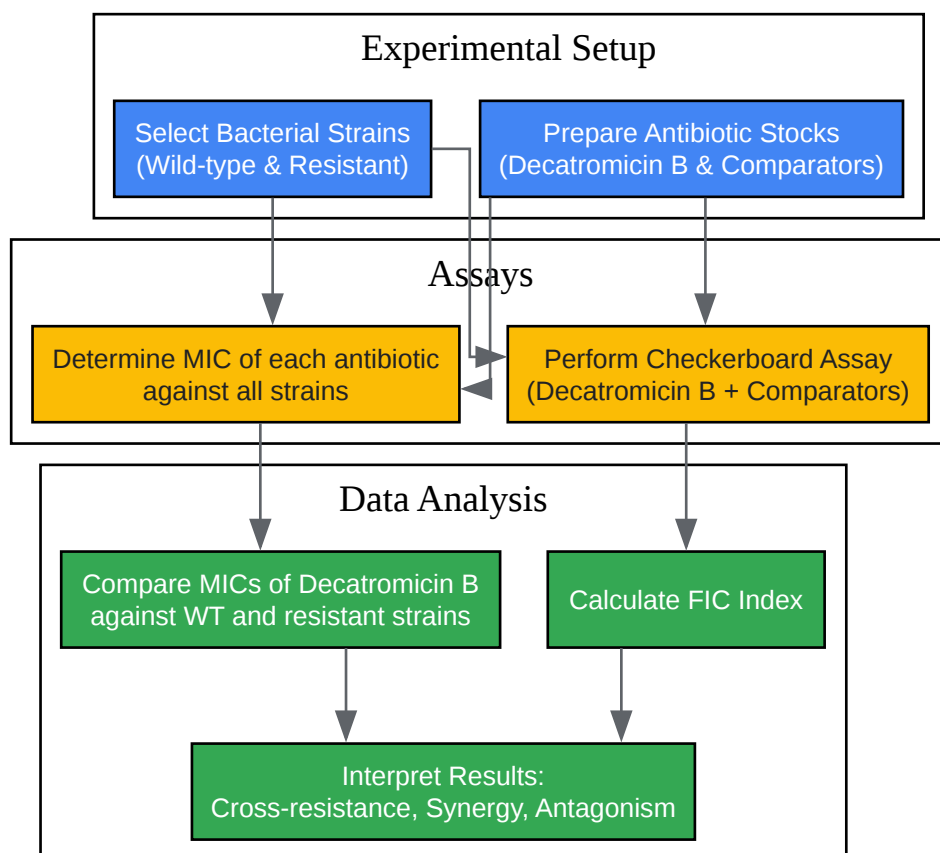 Experimental Setup
Select Bacterial Strains
(Wild-type & Resistant)
Prepare Antibiotic Stocks
(Decatromicin B & Comparators)
Assays
Determine MIC of each antibiotic
against all strains
Perform Checkerboard Assay
(Decatromicin B + Comparators)
Data Analysis
Compare MICs of Decatromicin B
against WT and resistant strains
Calculate FIC Index
Interpret Results:
Cross-resistance, Synergy, Antagonism